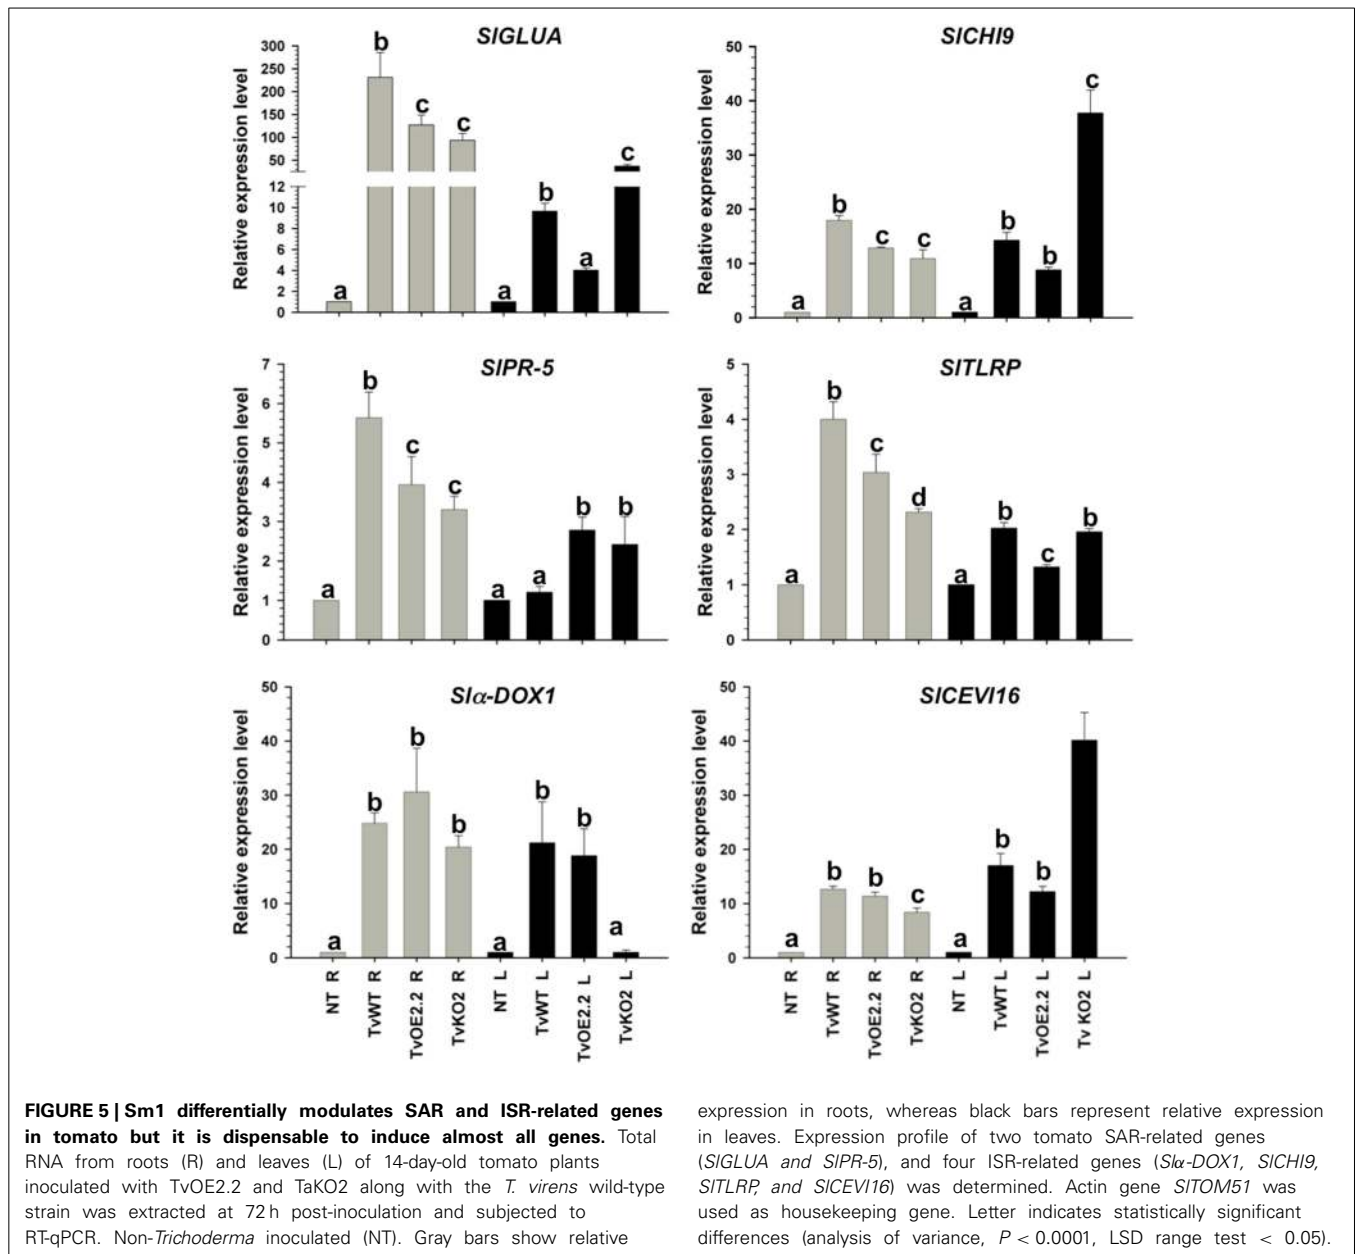 SlGLUA
Relative expression level
300
250
200
150
100
50
12
10
8
6
4
2
0
a
b
c
c
a
b
a
c
SlCHI9
Relative expression level
50
40
30
20
10
0
a
b
c
c
a
b
b
c
SlPR-5
Relative expression level
7
6
5
4
3
2
1
0
a
b
c
c
a
a
b
b
SlTLRP
Relative expression level
5
4
3
2
1
0
a
b
c
d
a
b
c
b
Slα-DOX1
Relative expression level
50
40
30
20
10
0
a
b
b
b
a
b
b
a
NT R
TvWT R
TvOE2.2 R
TvKO2 R
NT L
TvWT L
TvOE2.2 L
TvKO2 L
SlCEVI16
Relative expression level
50
40
30
20
10
0
a
b
b
c
a
b
b
NT R
TvWT R
TvOE2.2 R
TvKO2 R
NT L
TvWT L
TvOE2.2 L
Tv KO2 L
FIGURE 5 | Sm1 differentially modulates SAR and ISR-related genes
in tomato but it is dispensable to induce almost all genes. Total
RNA from roots (R) and leaves (L) of 14-day-old tomato plants
inoculated with TvOE2.2 and TaKO2 along with the T. virens wild-type
strain was extracted at 72 h post-inoculation and subjected to
RT-qPCR. Non-Trichoderma inoculated (NT). Gray bars show relative
expression in roots, whereas black bars represent relative expression
in leaves. Expression profile of two tomato SAR-related genes
(SlGLUA and SlPR-5), and four ISR-related genes (Slα-DOX1, SlCHI9,
SlTLRP, and SlCEVI16) was determined. Actin gene SlTOM51 was
used as housekeeping gene. Letter indicates statistically significant
differences (analysis of variance, P < 0.0001, LSD range test < 0.05).